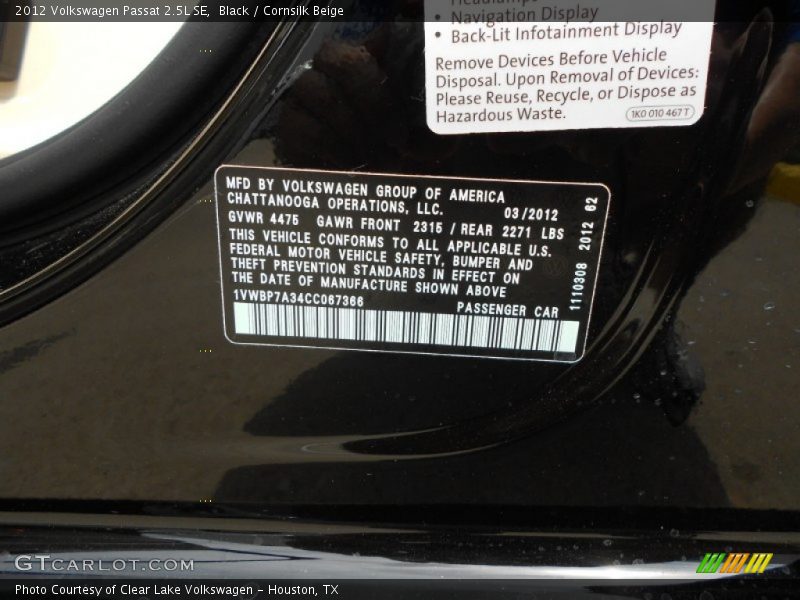 2012 Volkswagen Passat 2.5L SE,  Black / Cornsilk Beige
• Navigation Display
• Back-Lit Infotainment Display
Remove Devices Before Vehicle
Disposal. Upon Removal of Devices:
Please Reuse, Recycle, or Dispose as
Hazardous Waste.
1K0 010 467 T
MFD BY VOLKSWAGEN GROUP OF AMERICA
CHATTANOOGA OPERATIONS, LLC. 03/2012
GVWR 4475 GAWR FRONT 2315 / REAR 2271 LBS
THIS VEHICLE CONFORMS TO ALL APPLICABLE U.S.
FEDERAL MOTOR VEHICLE SAFETY, BUMPER AND
THEFT PREVENTION STANDARDS IN EFFECT ON
THE DATE OF MANUFACTURE SHOWN ABOVE
1VWBP7A34CC067366 PASSENGER CAR
1110308 2012 62
GTCARLOT.COM
Photo Courtesy of Clear Lake Volkswagen – Houston, TX